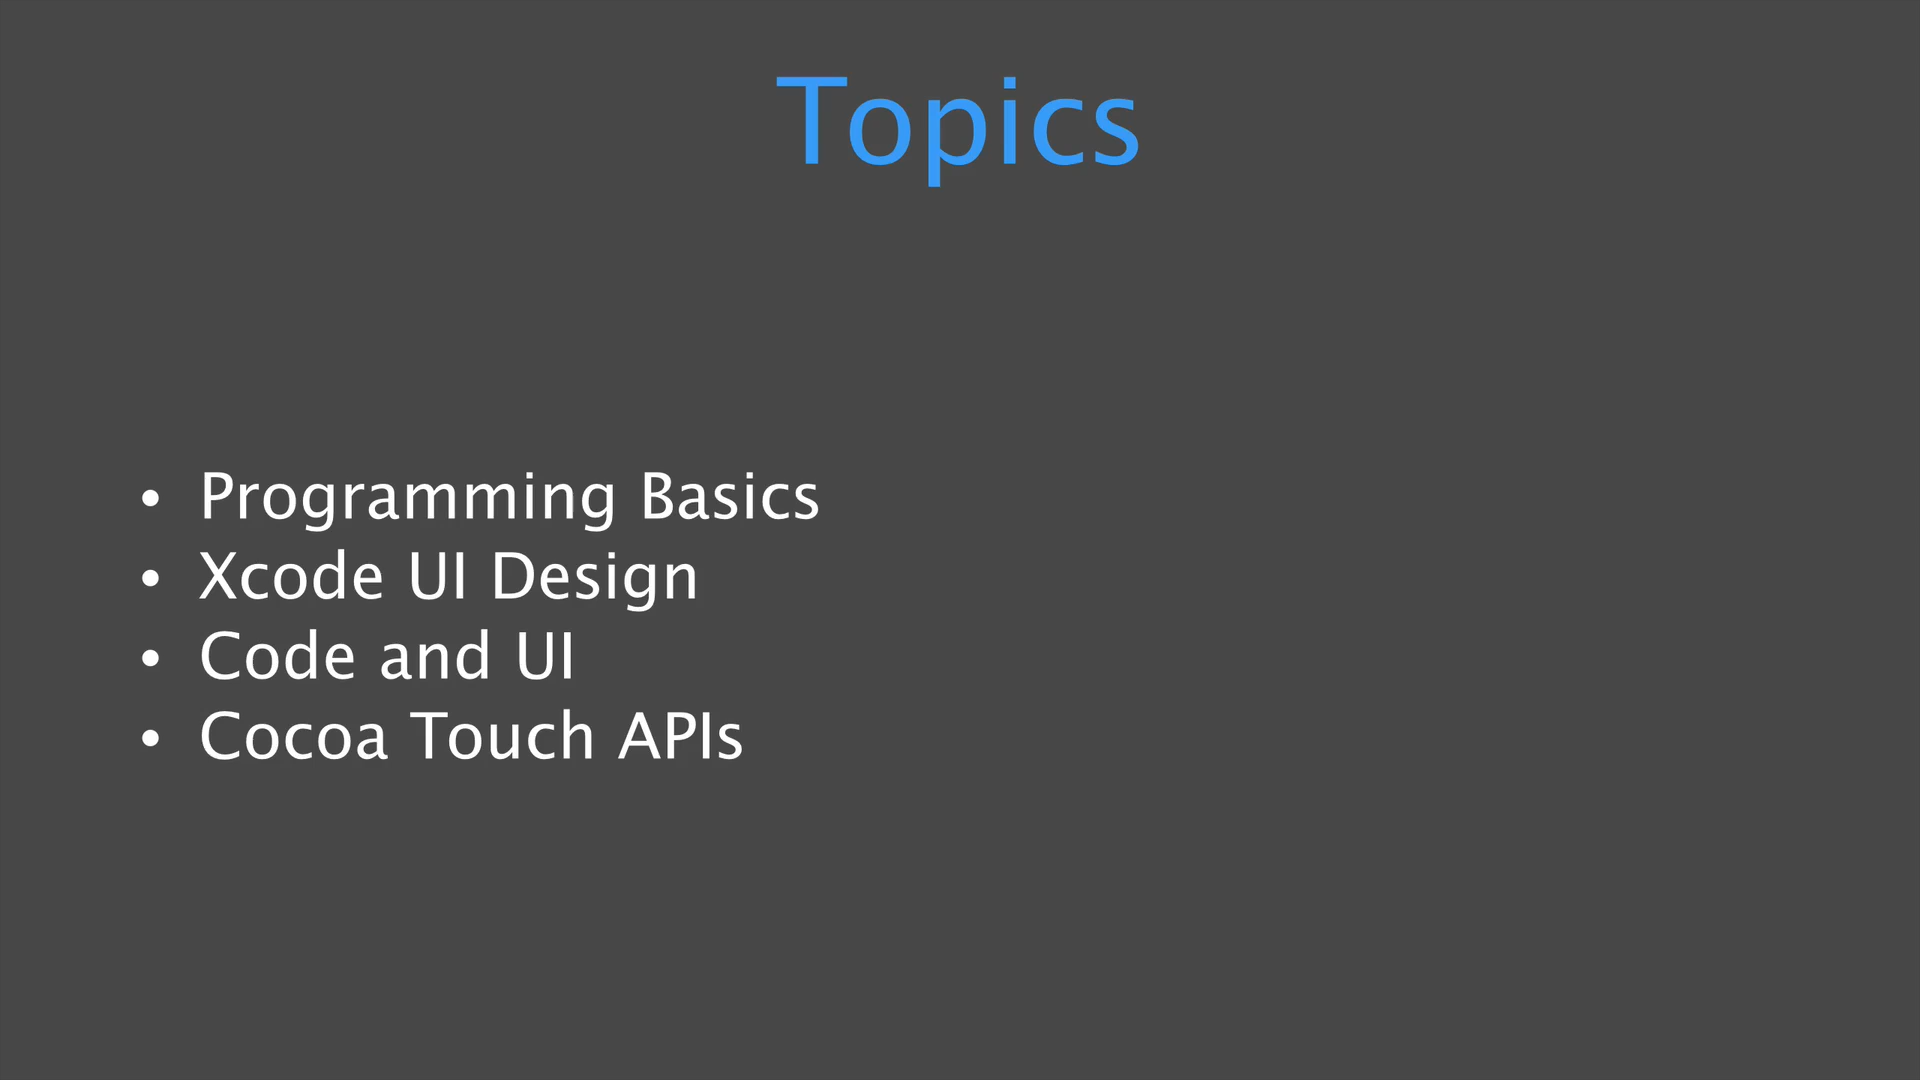 Topics
• Programming Basics
• Xcode UI Design
• Code and UI
• Cocoa Touch APIs